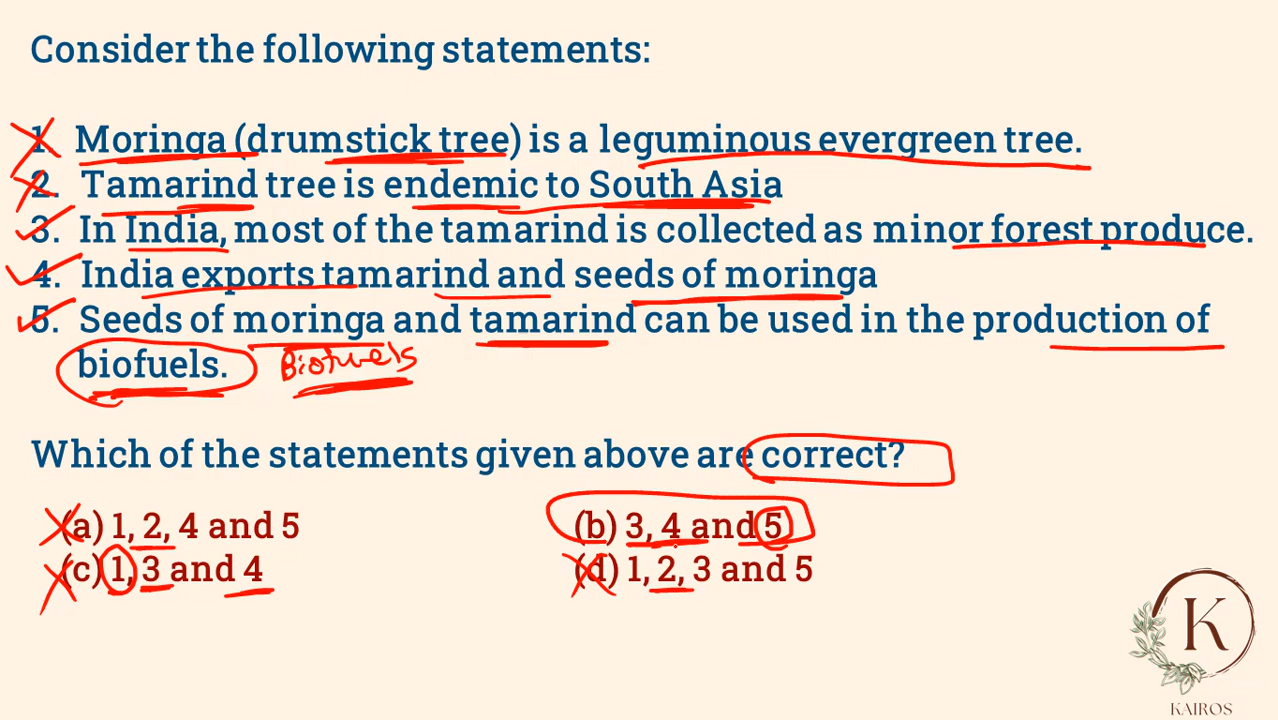 Consider the following statements:
1. Moringa (drumstick tree) is a leguminous evergreen tree.
2. Tamarind tree is endemic to South Asia
3. In India, most of the tamarind is collected as minor forest produce.
4. India exports tamarind and seeds of moringa
5. Seeds of moringa and tamarind can be used in the production of
biofuels. Biofuels
Which of the statements given above are correct?
(a) 1, 2, 4 and 5 (b) 3, 4 and 5
(c) 1, 3 and 4 (d) 1, 2, 3 and 5
K
KAIROS